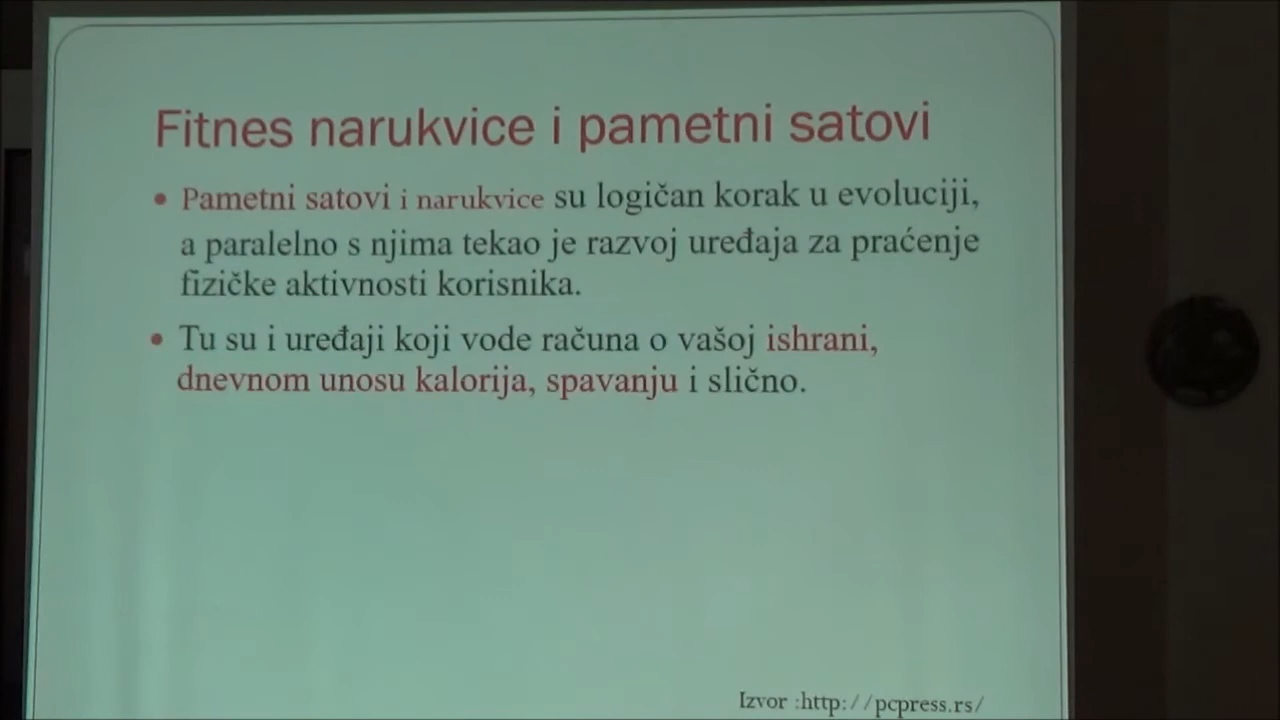 Fitnes narukvice i pametni satovi
• Pametni satovi i narukvice su logičan korak u evoluciji,
a paralelno s njima tekao je razvoj uređaja za praćenje
fizičke aktivnosti korisnika.
• Tu su i uređaji koji vode računa o vašoj ishrani,
dnevnom unosu kalorija, spavanju i slično.
Izvor :http://pcpress.rs/